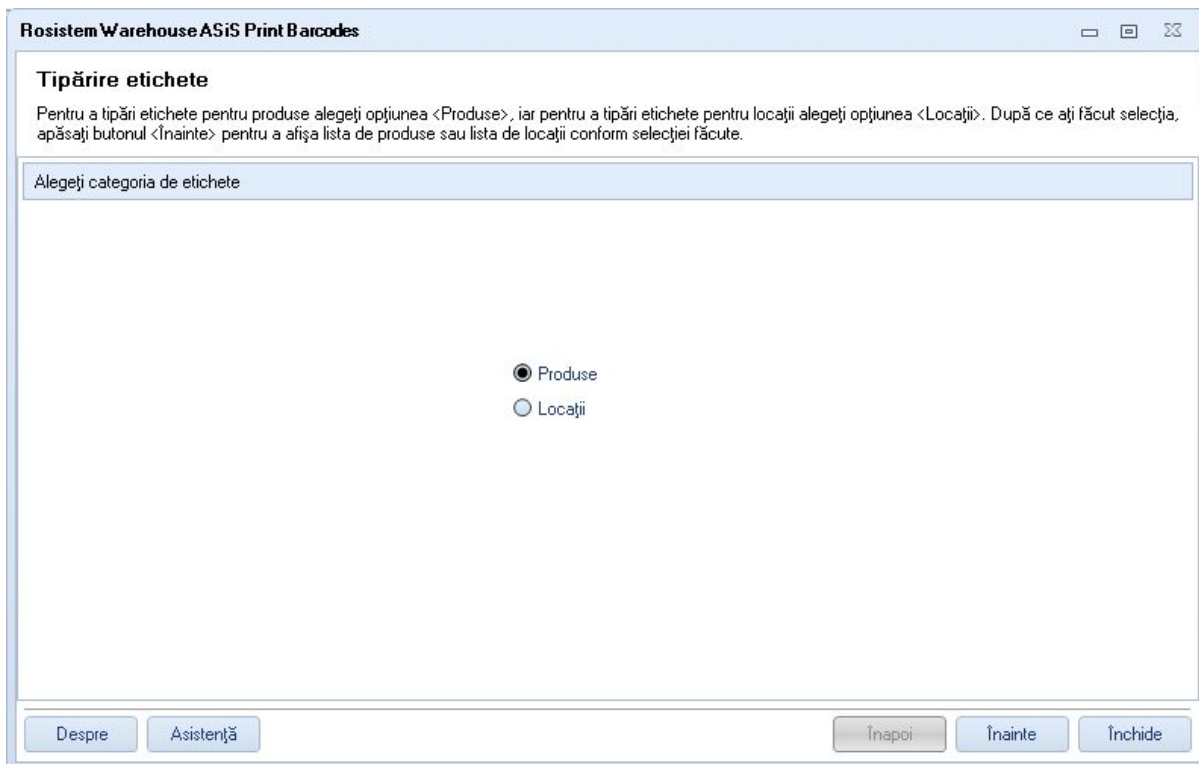 Rosistem Warehouse ASiS Print Barcodes
Tipărire etichete
Pentru a tipări etichete pentru produse alegeţi opţiunea <Produse>, iar pentru a tipări etichete pentru locaţii alegeţi opţiunea <Locaţii>. După ce aţi făcut selecţia,
apăsaţi butonul <Înainte> pentru a afişa lista de produse sau lista de locaţii conform selecţiei făcute.
Alegeţi categoria de etichete
Produse
Locaţii
Despre Asistenţă Înapoi Înainte Închide